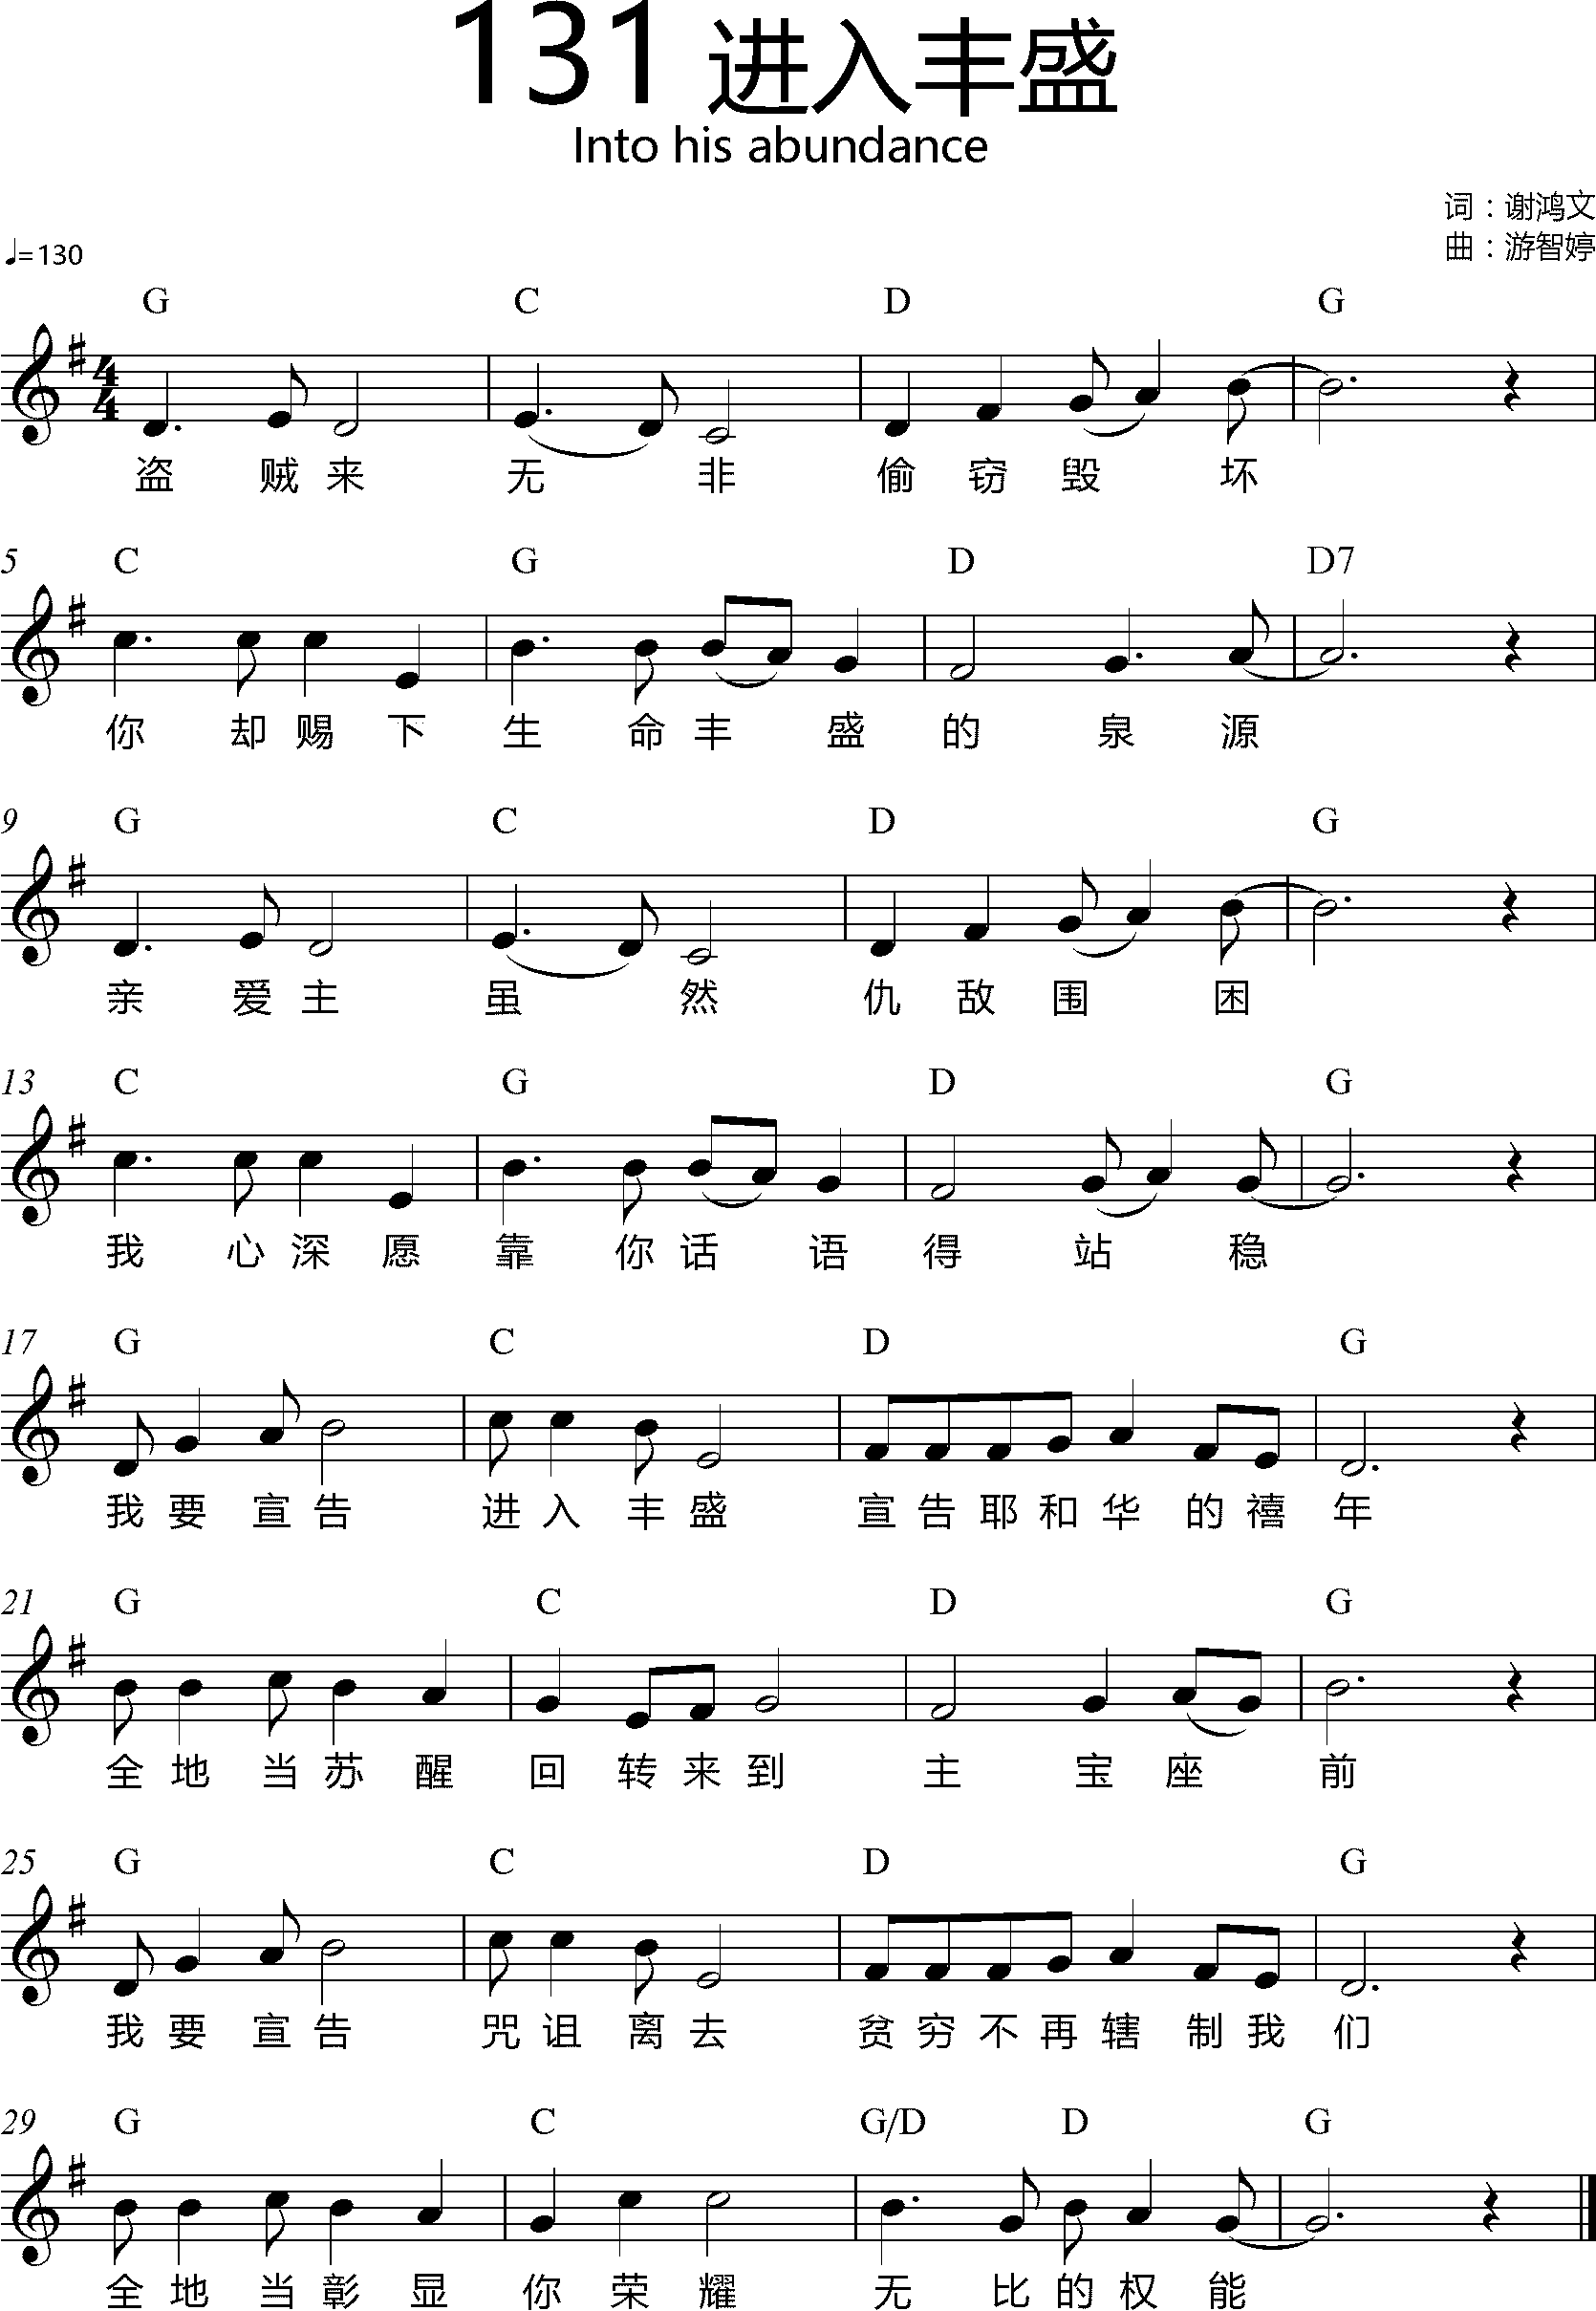 131 进入丰盛
Into his abundance
词：谢鸿文
♩=130
曲：游智婷
G C D G
盗贼来无非偷窃毁坏
5 C G D D7
你却赐下生命丰盛的泉源
9 G C D G
亲爱主虽然仇敌围困
13 C G D G
我心深愿靠你话语得站稳
17 G C D G
我要宣告进入丰盛宣告耶和华的禧年
21 G C D G
全地当苏醒回转来到主宝座前
25 G C D G
我要宣告咒诅离去贫穷不再辖制我们
29 G C G/D D G
全地当彰显你荣耀无比的权能